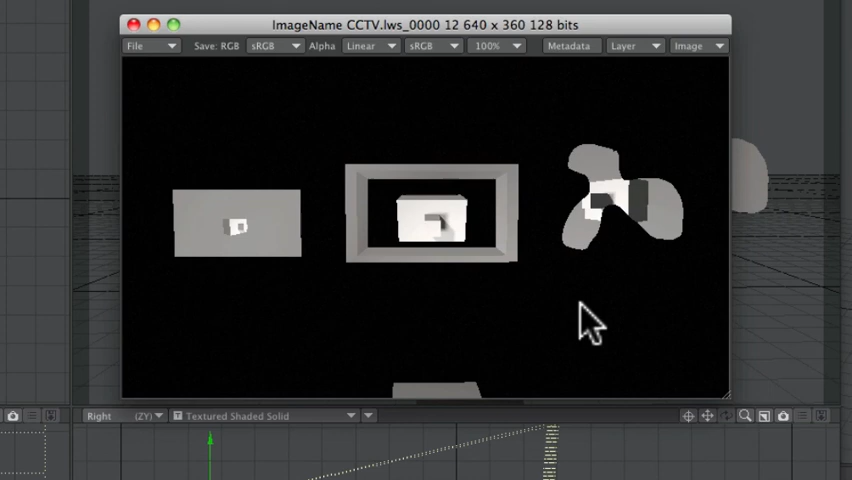 ImageName CCTV.lws_0000 12 640 x 360 128 bits
File Save: RGB sRGB Alpha Linear sRGB 100% Metadata Layer Image
Right (ZY) Textured Shaded Solid